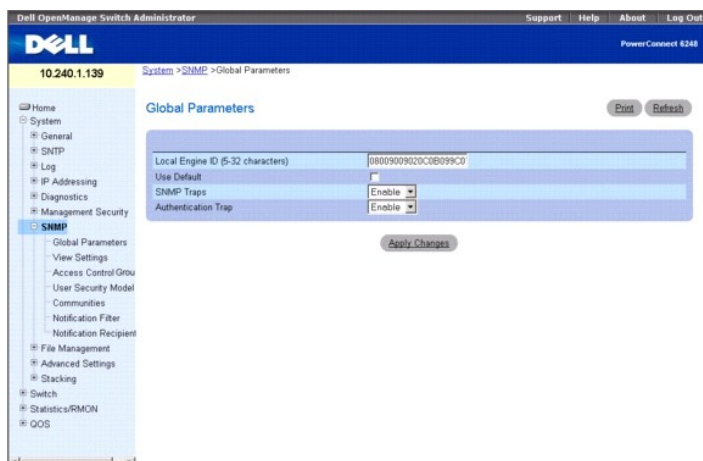 Dell OpenManage Switch Administrator
Support Help About Log Out
DELL
PowerConnect 6248
10.240.1.139
System >SNMP >Global Parameters
Global Parameters
Print Refresh
Home
System
General
SNTP
Log
IP Addressing
Diagnostics
Management Security
SNMP
Global Parameters
View Settings
Access Control Grou
User Security Model
Communities
Notification Filter
Notification Recipient
File Management
Advanced Settings
Stacking
Switch
Statistics/RMON
QOS
Local Engine ID (5-32 characters) 08009009020C0B099C0
Use Default
SNMP Traps Enable
Authentication Trap Enable
Apply Changes